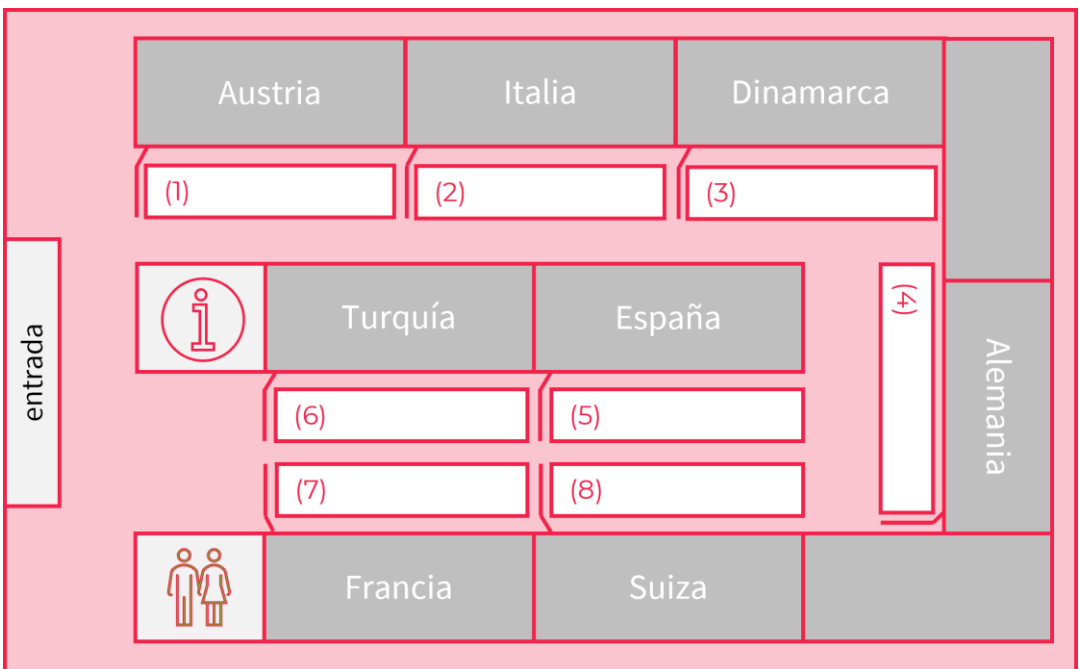 Austria
Italia
Dinamarca
(1)
(2)
(3)
entrada
i
Turquía
España
(4)
Alemania
(6)
(5)
(7)
(8)
Francia
Suiza